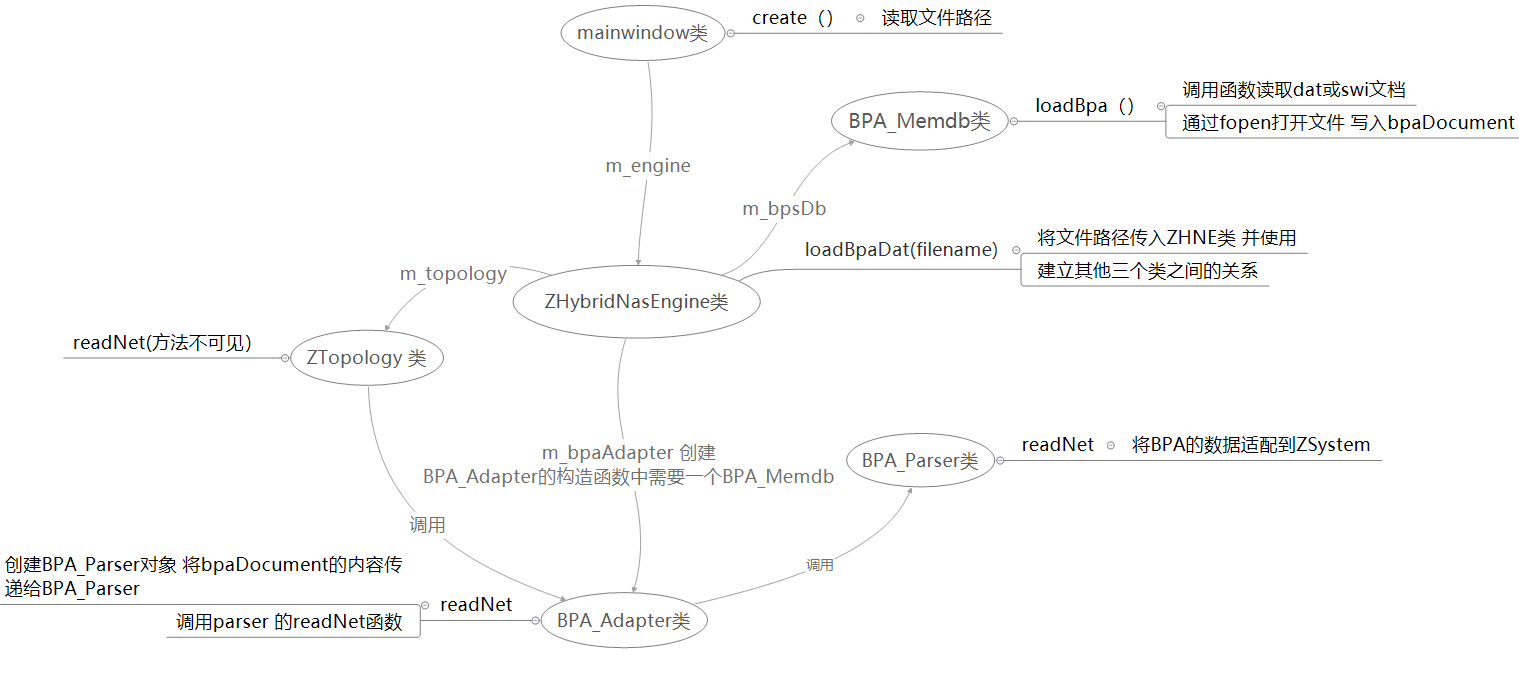 mainwindow类
create（）
读取文件路径
调用函数读取dat或swi文档
BPA_Memdb类
loadBpa（）
通过fopen打开文件 写入bpaDocument
m_engine
m_bpsDb
loadBpaDat(filename)
将文件路径传入ZHNE类 并使用
建立其他三个类之间的关系
m_topology
ZHybridNasEngine类
readNet(方法不可见）
ZTopology 类
m_bpaAdapter 创建
BPA_Adapter的构造函数中需要一个BPA_Memdb
BPA_Parser类
readNet
将BPA的数据适配到ZSystem
调用
调用
创建BPA_Parser对象 将bpaDocument的内容传
递给BPA_Parser
调用parser 的readNet函数
readNet
BPA_Adapter类